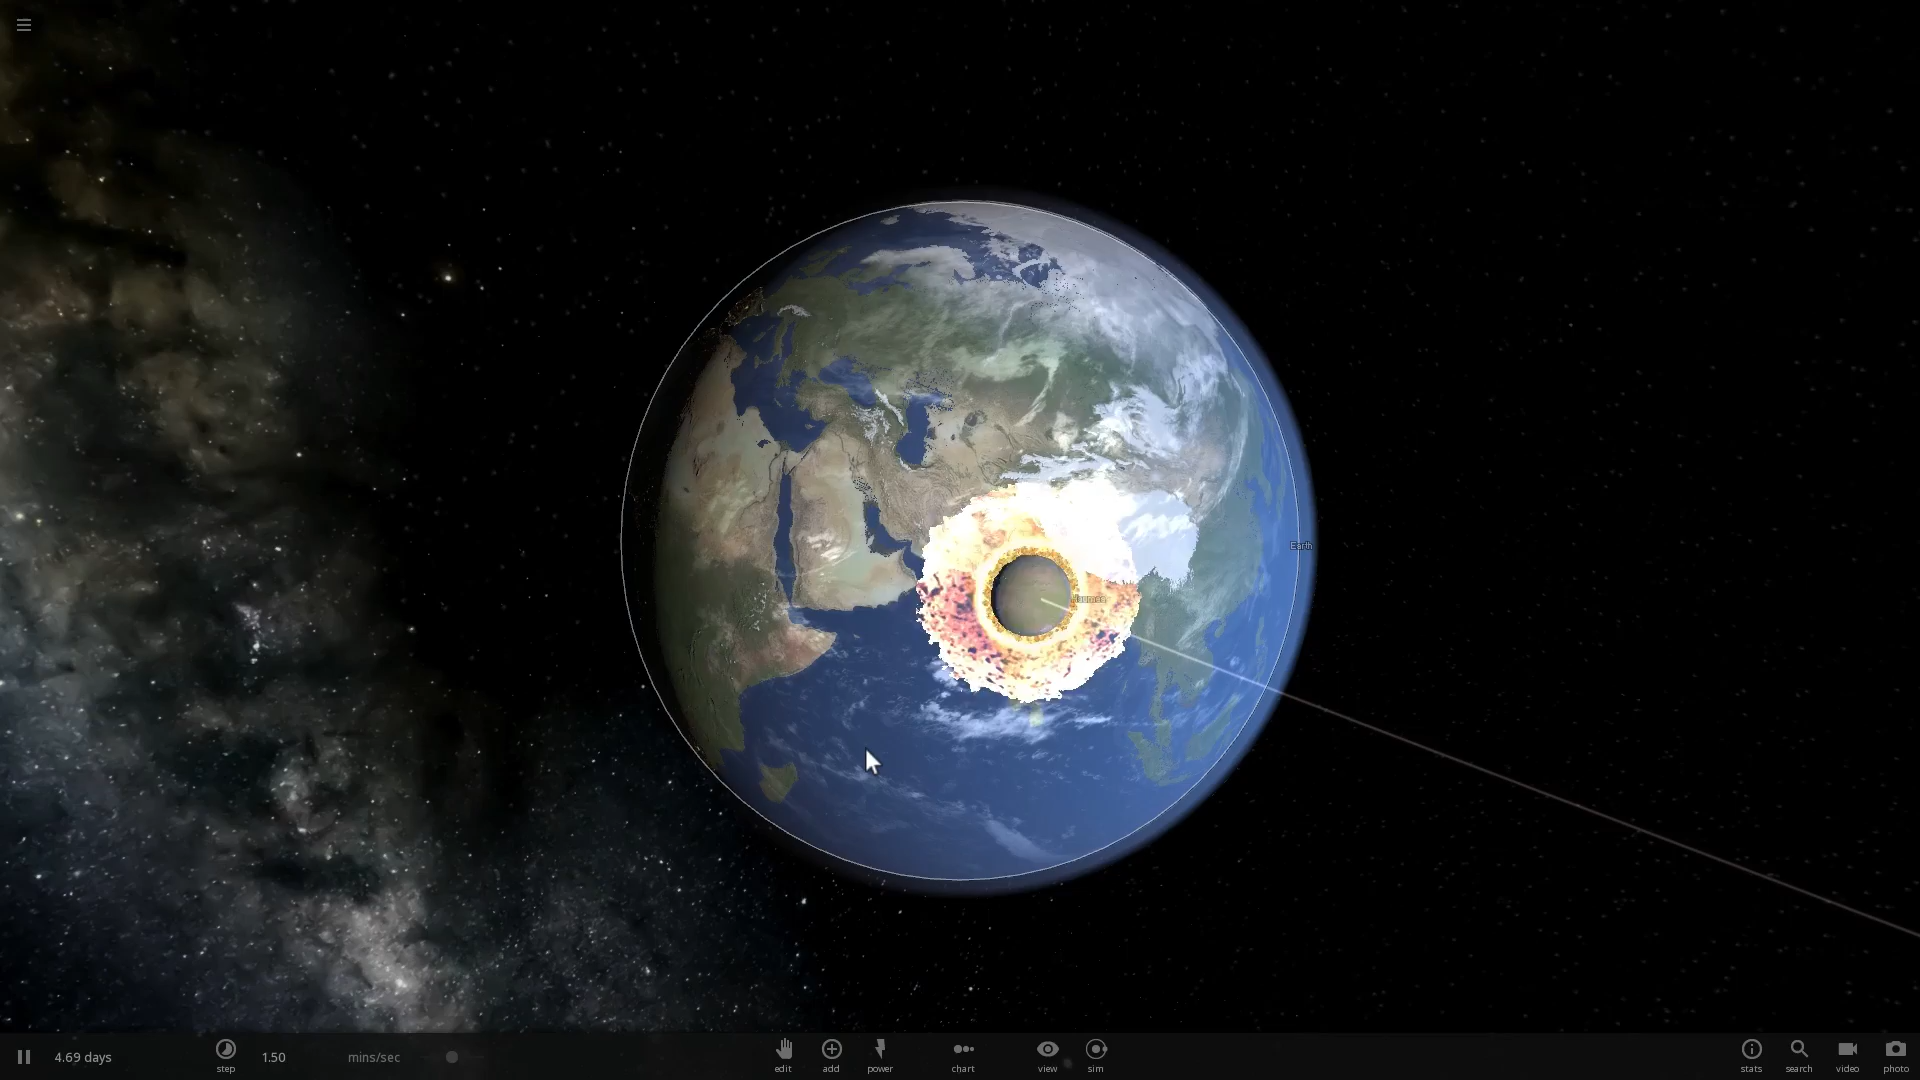 Earth
4.69 days
step
1.50
mins/sec
edit
add
power
chart
view
sim
stats
search
video
photo